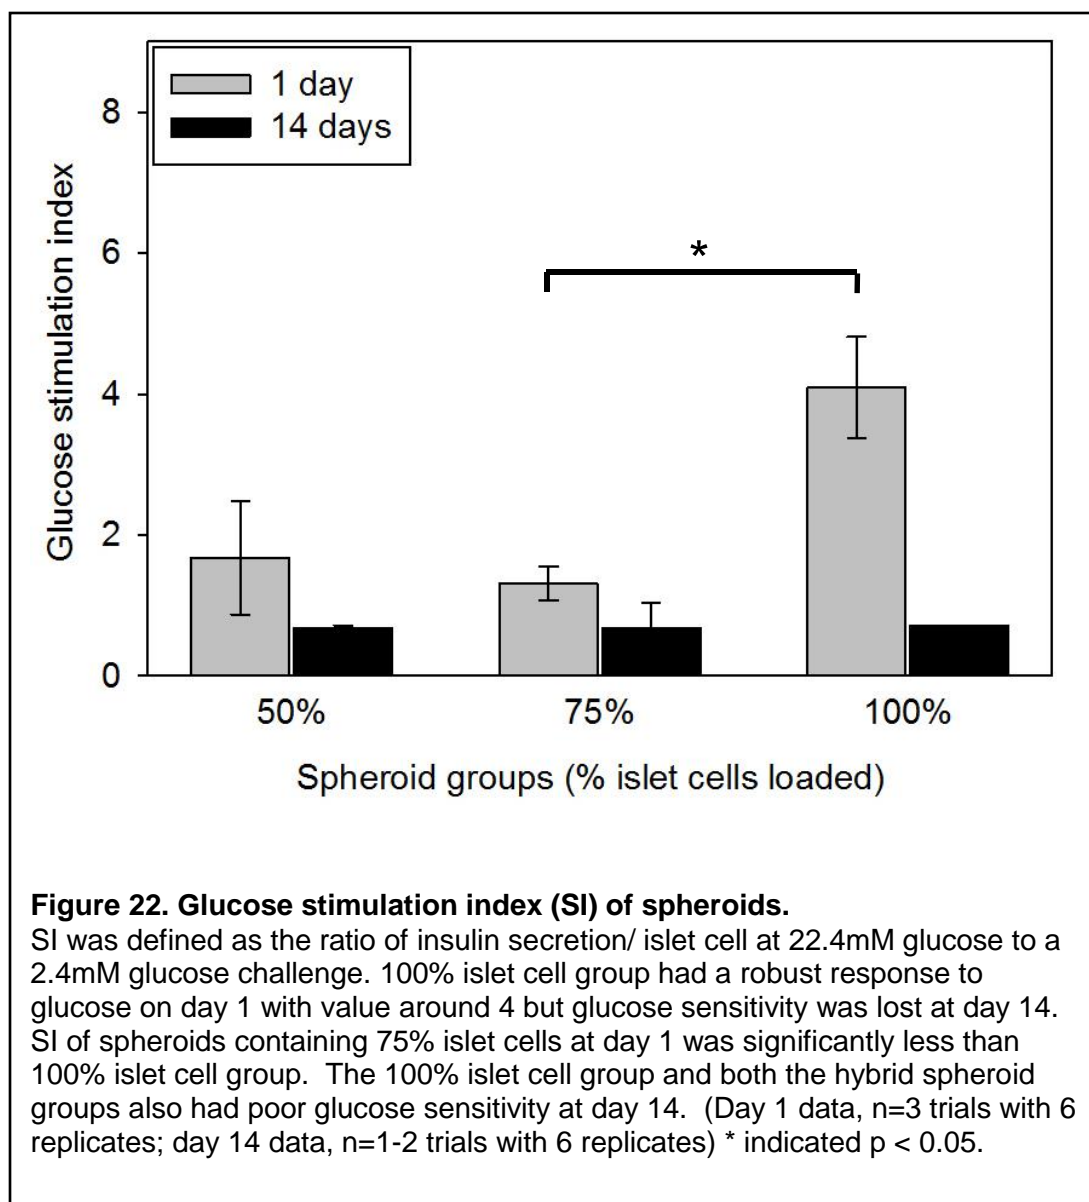 1 day
14 days
8
6
4
2
0
Glucose stimulation index
*
50% 75% 100%
Spheroid groups (% islet cells loaded)
Figure 22. Glucose stimulation index (SI) of spheroids.
SI was defined as the ratio of insulin secretion/ islet cell at 22.4mM glucose to a
2.4mM glucose challenge. 100% islet cell group had a robust response to
glucose on day 1 with value around 4 but glucose sensitivity was lost at day 14.
SI of spheroids containing 75% islet cells at day 1 was significantly less than
100% islet cell group. The 100% islet cell group and both the hybrid spheroid
groups also had poor glucose sensitivity at day 14. (Day 1 data, n=3 trials with 6
replicates; day 14 data, n=1-2 trials with 6 replicates) * indicated p < 0.05.